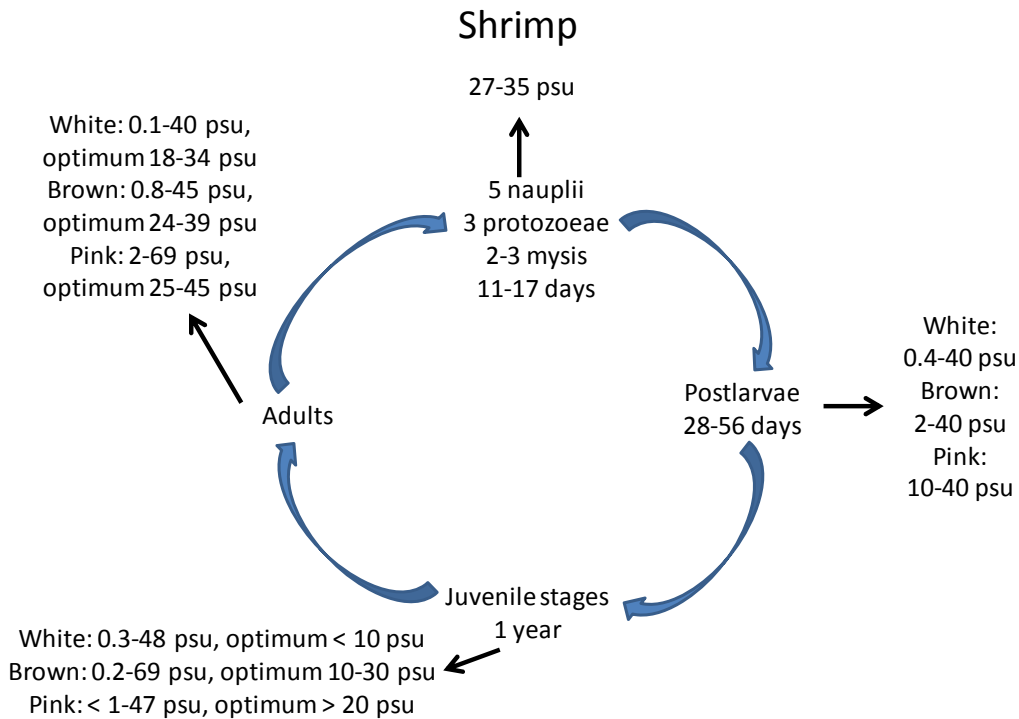 Shrimp
27-35 psu
5 nauplii
3 protozoeae
2-3 mysis
11-17 days
White: 0.1-40 psu,
optimum 18-34 psu
Brown: 0.8-45 psu,
optimum 24-39 psu
Pink: 2-69 psu,
optimum 25-45 psu
Postlarvae
28-56 days
White:
0.4-40 psu
Brown:
2-40 psu
Pink:
10-40 psu
Adults
Juvenile stages
1 year
White: 0.3-48 psu, optimum < 10 psu
Brown: 0.2-69 psu, optimum 10-30 psu
Pink: < 1-47 psu, optimum > 20 psu